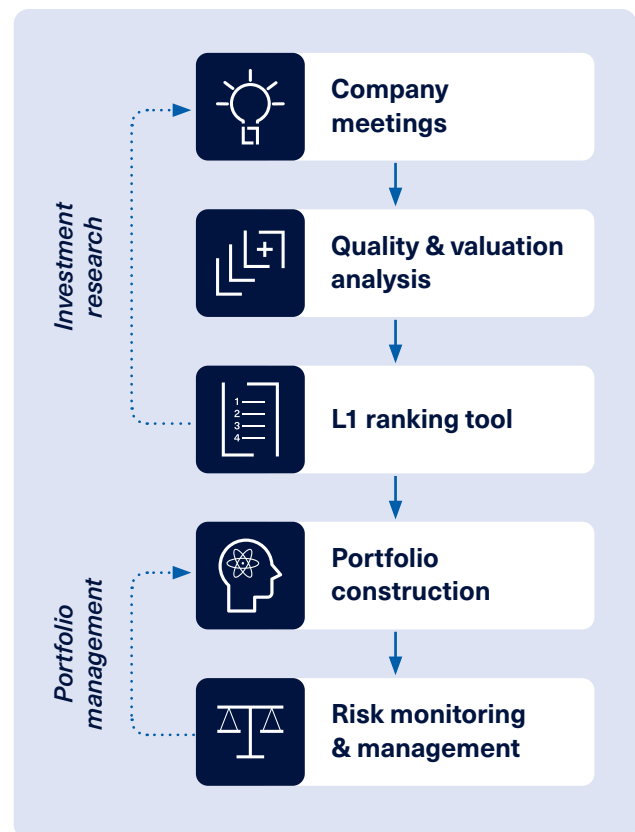 Investment
research
Company
meetings
Quality & valuation
analysis
1
2
3
4
L1 ranking tool
Portfolio
management
Portfolio
construction
Risk monitoring
& management